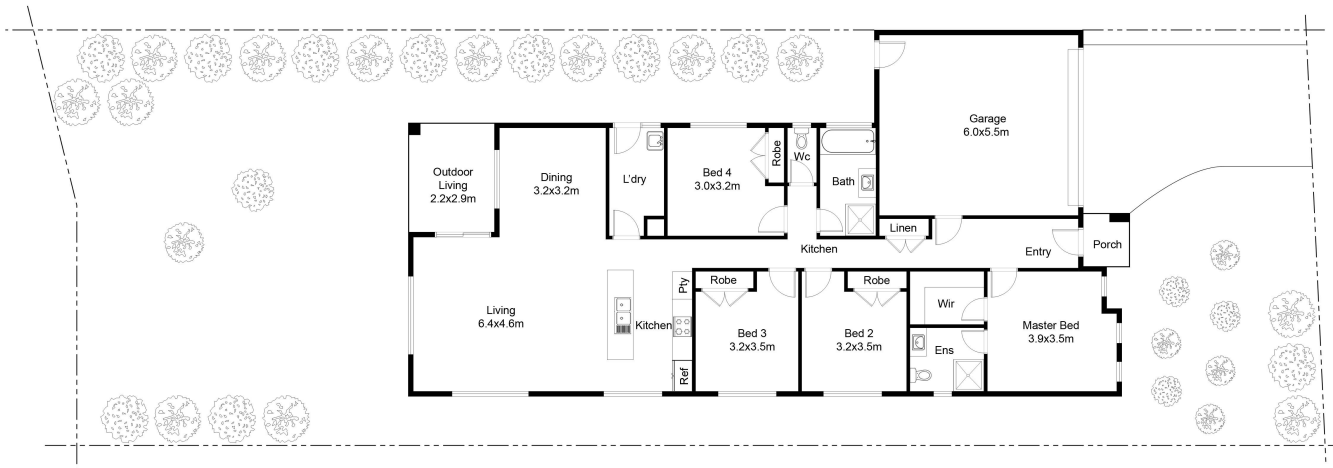 Garage
6.0x5.5m
Outdoor
Living
2.2x2.9m
Dining
3.2x3.2m
L'dry
Bed 4
3.0x3.2m
Robe
Wc
Bath
Linen
Kitchen
Entry
Porch
Living
6.4x4.6m
Kitchen
Pty
Ref
Robe
Bed 3
3.2x3.5m
Robe
Bed 2
3.2x3.5m
Wir
Ens
Master Bed
3.9x3.5m